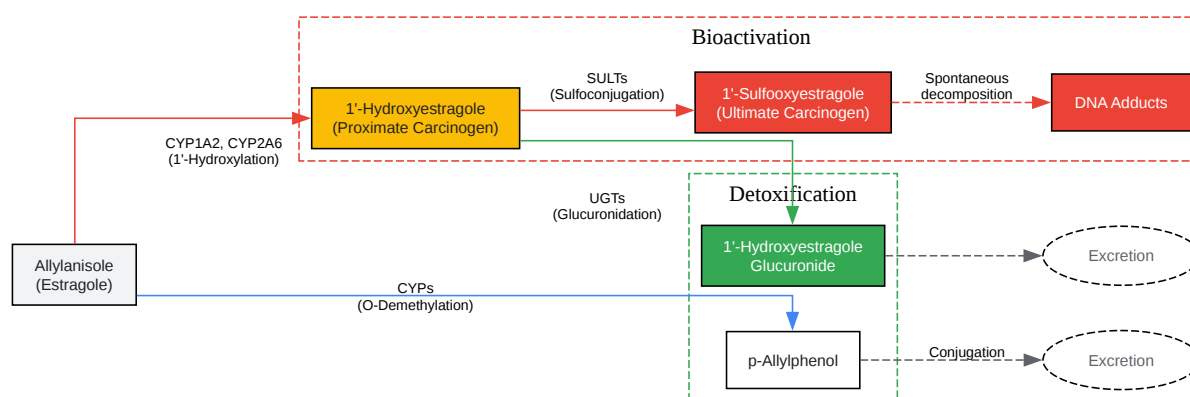 Bioactivation
SULTs
(Sulfoconjugation)
Spontaneous
decomposition)
1'-Hydroxyestragole
(Proximate Carcinogen)
1'-Sulfooxyestragole
(Ultimate Carcinogen)
DNA Adducts
CYP1A2, CYP2A6
(1'-Hydroxylation)
UGTs
(Glucuronidation)
Detoxification
1'-Hydroxyestragole
Glucuronide
Excretion
Allylanisole
(Estragole)
CYPs
(O-Demethylation)
p-Allylphenol
Conjugation
Excretion